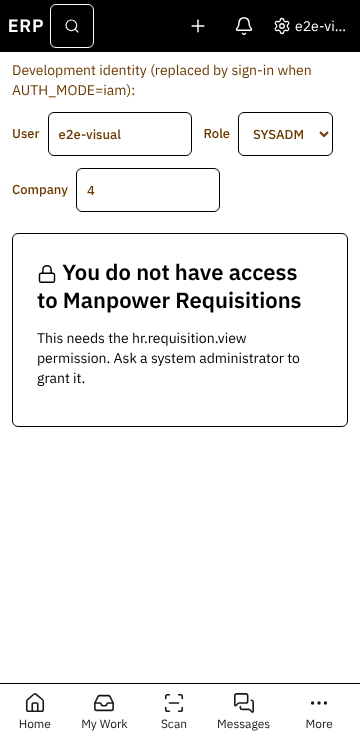 ERP e2e-vi...
Development identity (replaced by sign-in when
AUTH_MODE=iam):
User e2e-visual Role SYSADM
Company 4
You do not have access
to Manpower Requisitions
This needs the hr.requisition.view
permission. Ask a system administrator to
grant it.
Home My Work Scan Messages More